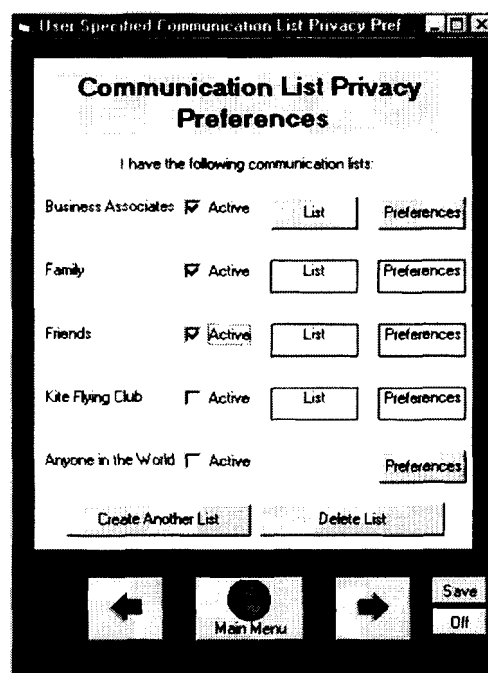 User Specified Communication List Privacy Pref
Communication List Privacy
Preferences
I have the following communication lists:
Business Associates Active List Preferences
Family Active List Preferences
Friends Active List Preferences
Kite Flying Club Active List Preferences
Anyone in the World Active Preferences
Create Another List Delete List
Main Menu
Save
Off